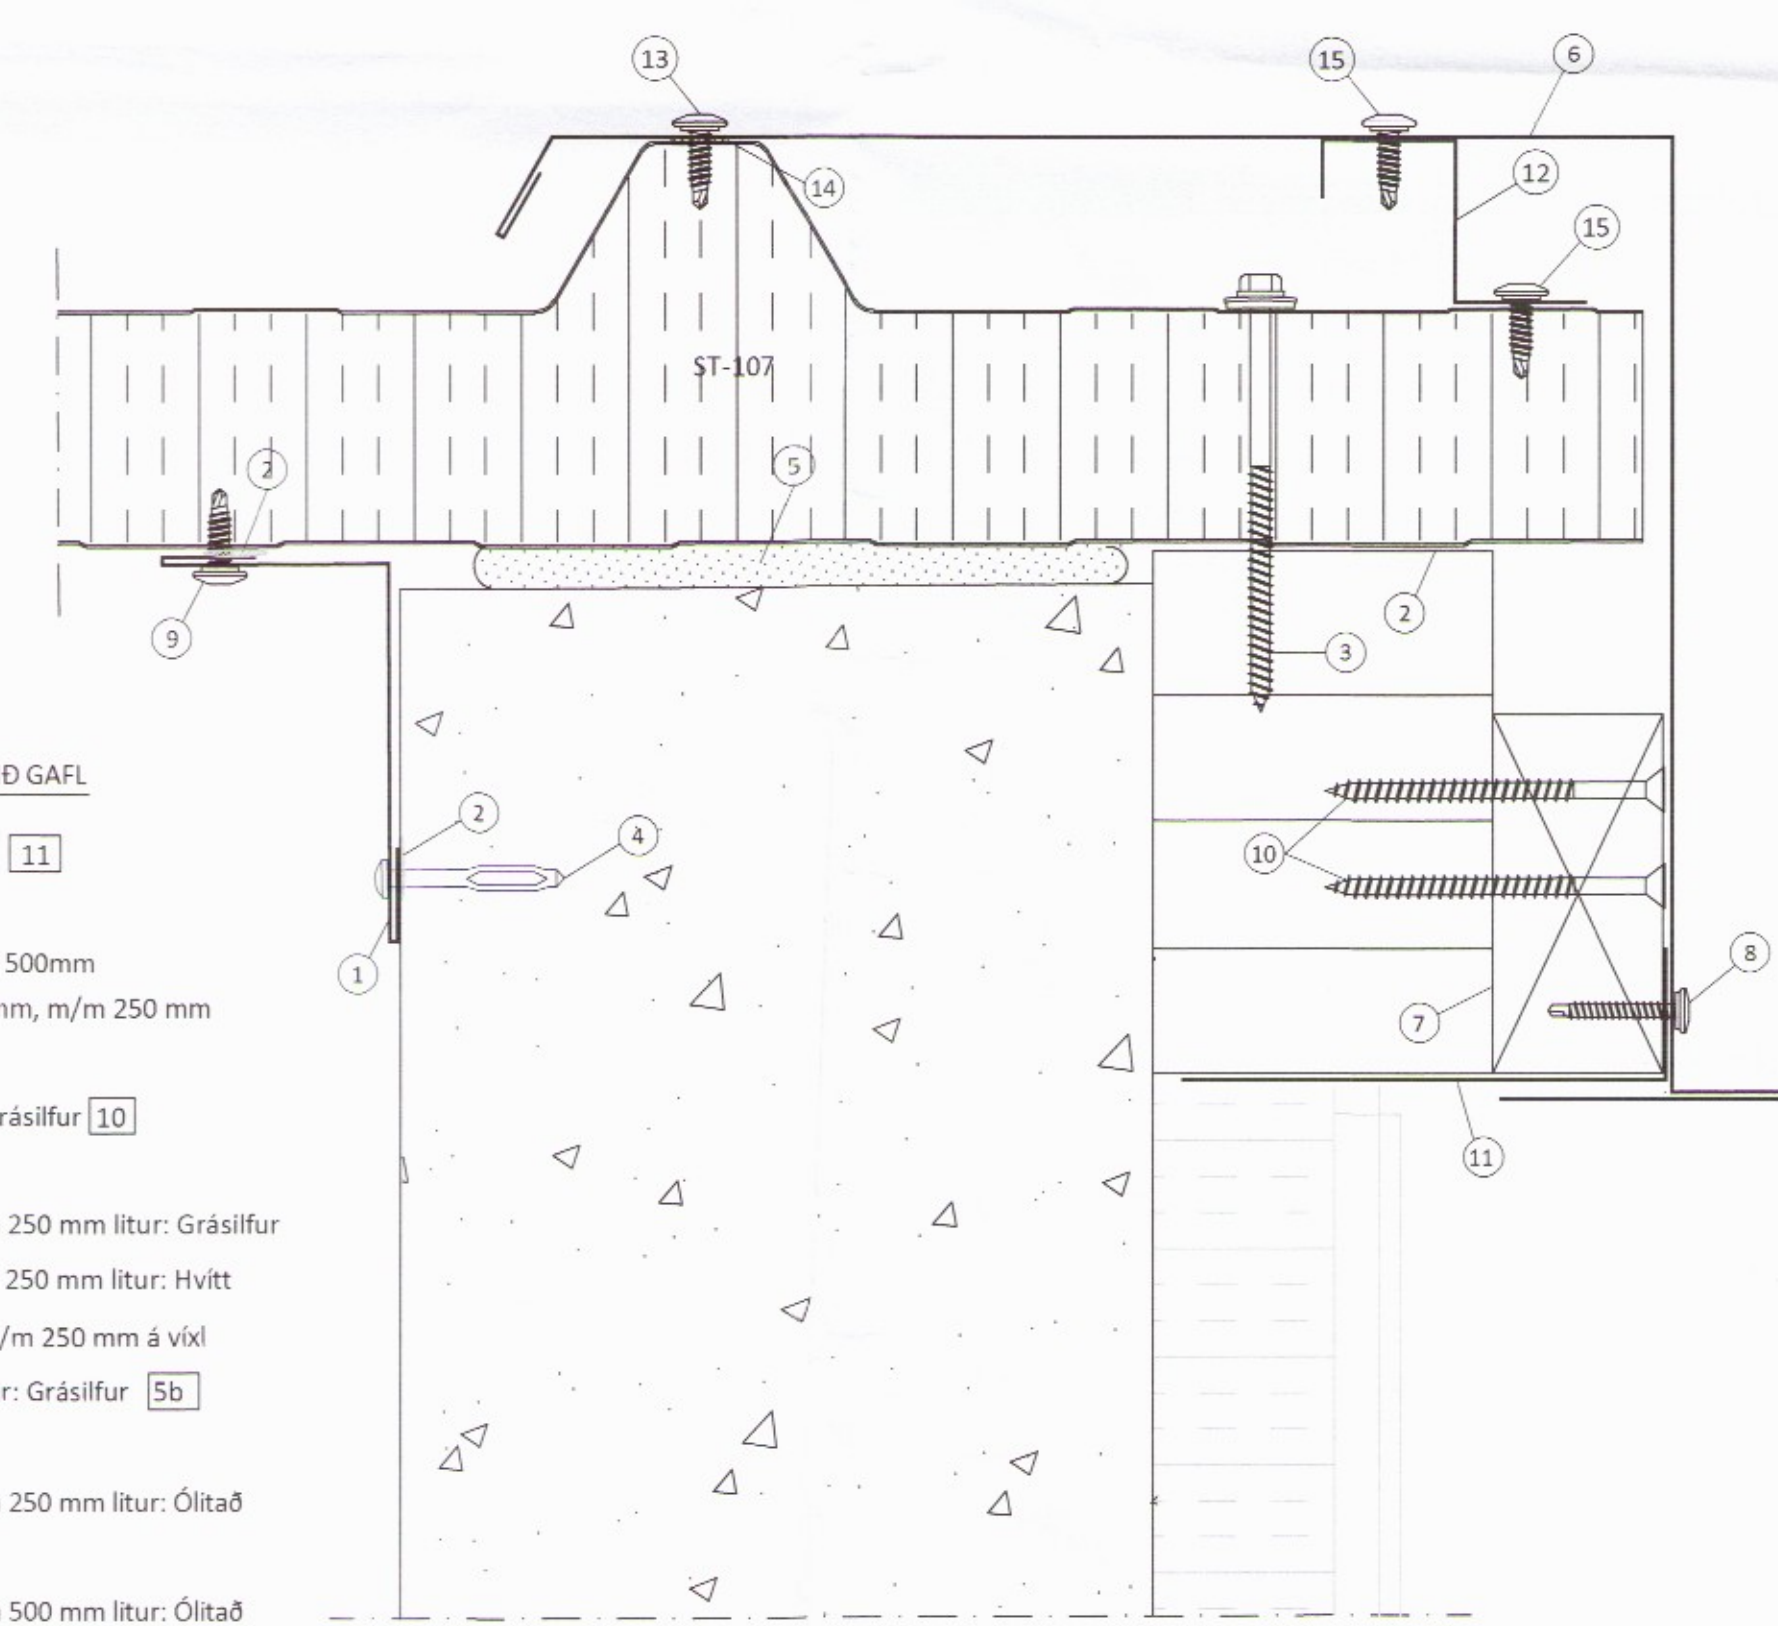 13
15
6
14
12
15
ST-107
2
5
9
2
3
Ð GAFL
11
2
4
10
1
500mm
mm, m/m 250 mm
8
7
rásilfur 10
11
250 mm litur: Grásilfur
250 mm litur: Hvítt
/m 250 mm á víxl
r: Grásilfur 5b
250 mm litur: Ólitað
500 mm litur: Ólitað